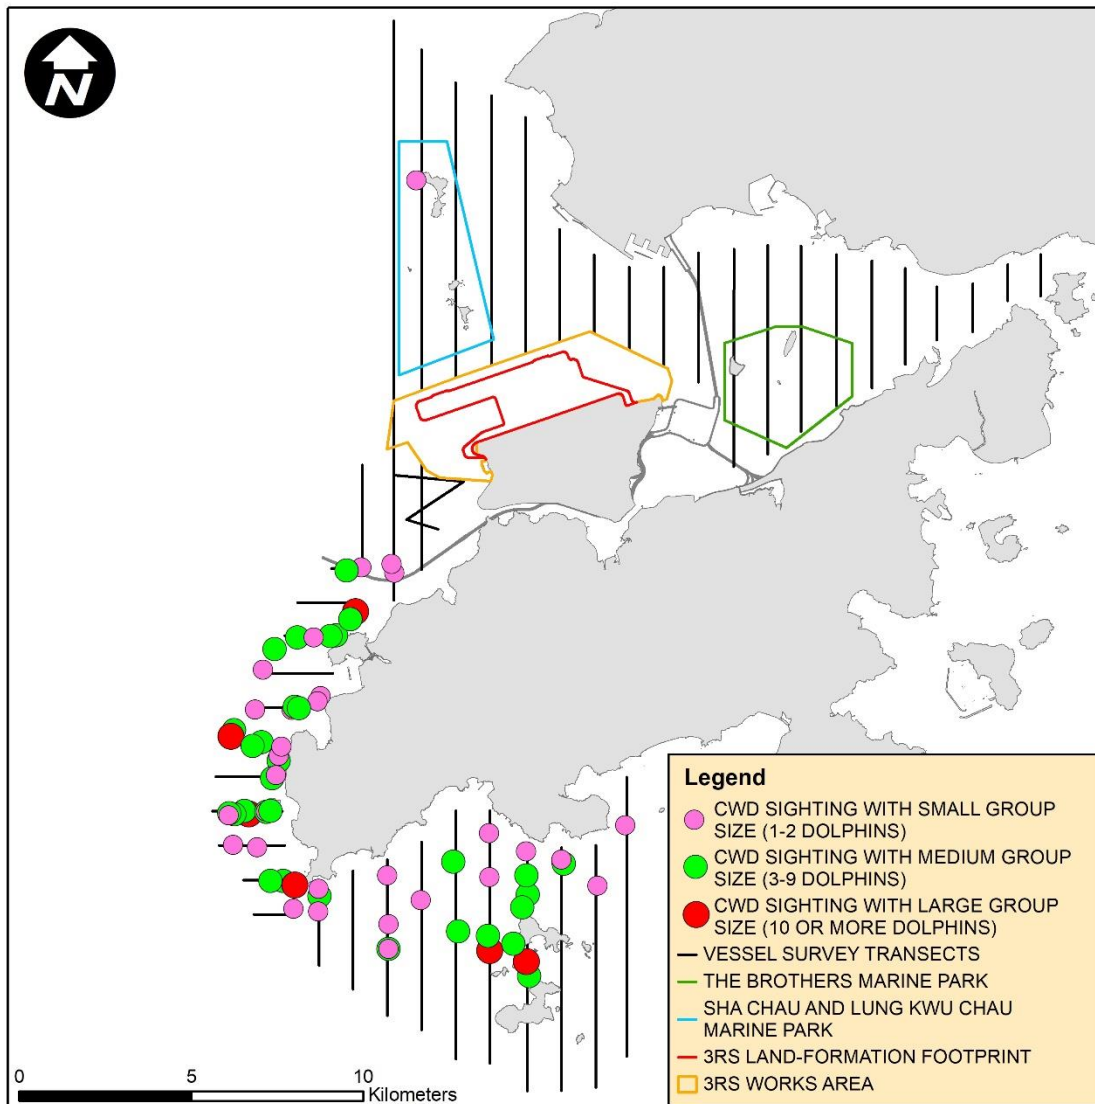 N
Legend
CWD SIGHTING WITH SMALL GROUP
SIZE (1-2 DOLPHINS)
CWD SIGHTING WITH MEDIUM GROUP
SIZE (3-9 DOLPHINS)
CWD SIGHTING WITH LARGE GROUP
SIZE (10 OR MORE DOLPHINS)
VESSEL SURVEY TRANSECTS
THE BROTHERS MARINE PARK
SHA CHAU AND LUNG KWU CHAU
MARINE PARK
3RS LAND-FORMATION FOOTPRINT
3RS WORKS AREA
0 5 10
Kilometers